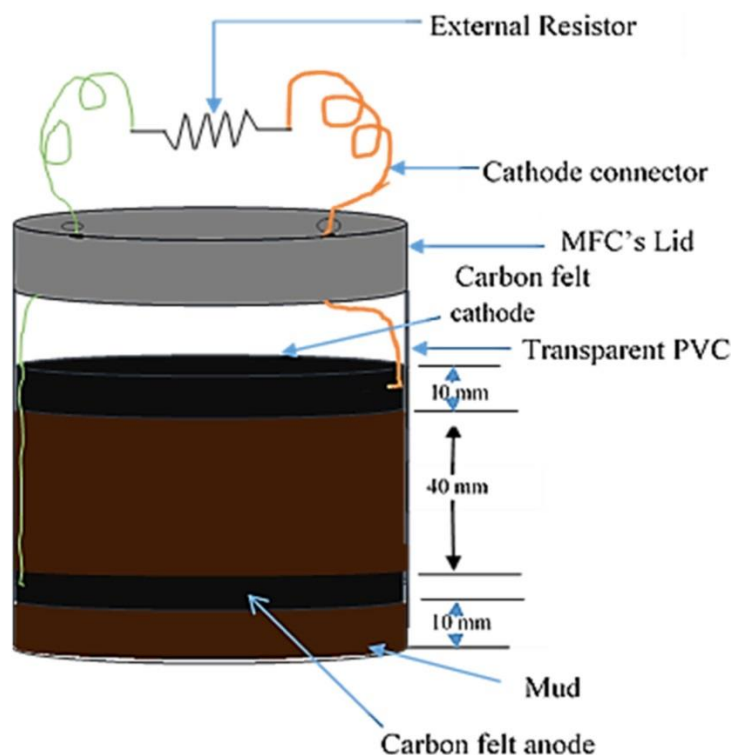 External Resistor
Cathode connector
MFC's Lid
Carbon felt
cathode
Transparent PVC
10 mm
40 mm
10 mm
Mud
Carbon felt anode